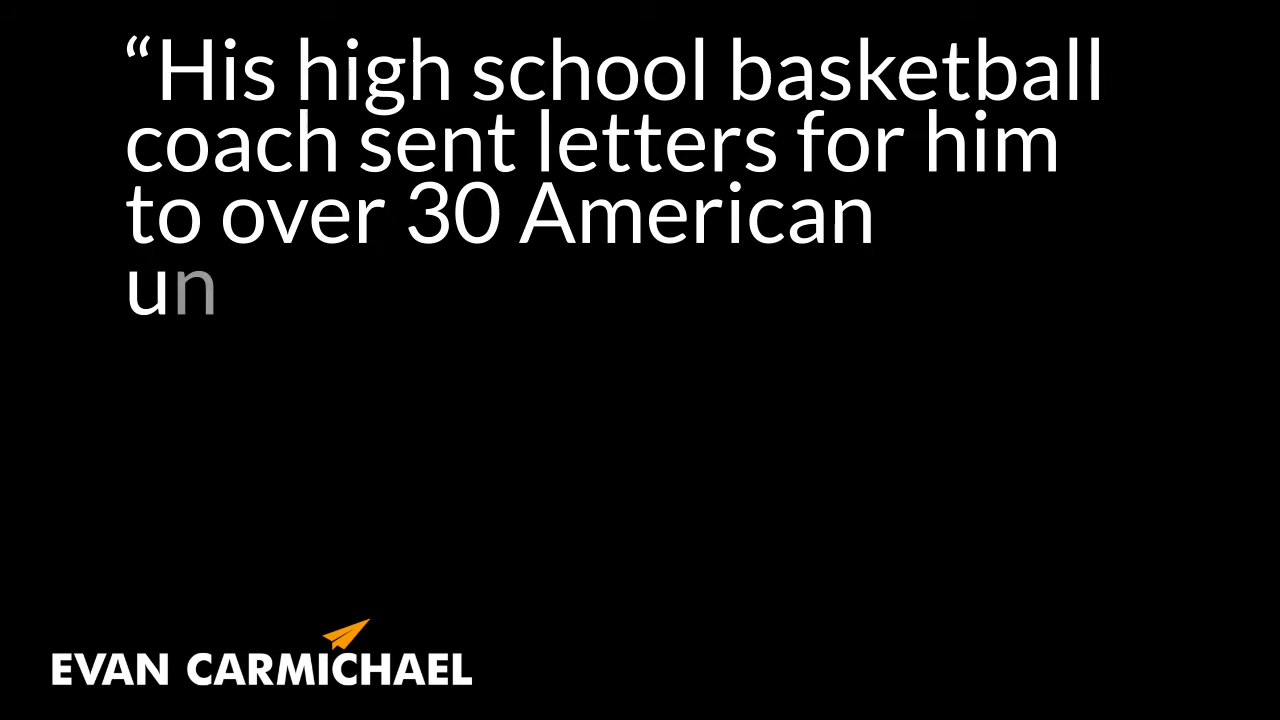 “His high school basketball
coach sent letters for him
to over 30 American
un
EVAN CARMICHAEL